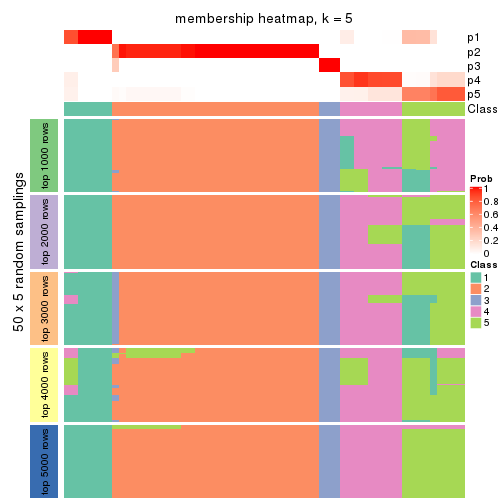 membership heatmap, k = 5
p1
p2
p3
p4
p5
Class
50 x 5 random samplings
top 1000 rows
top 2000 rows
top 3000 rows
top 4000 rows
top 5000 rows
Prob
1
0.8
0.6
0.4
0.2
0
Class
1
2
3
4
5